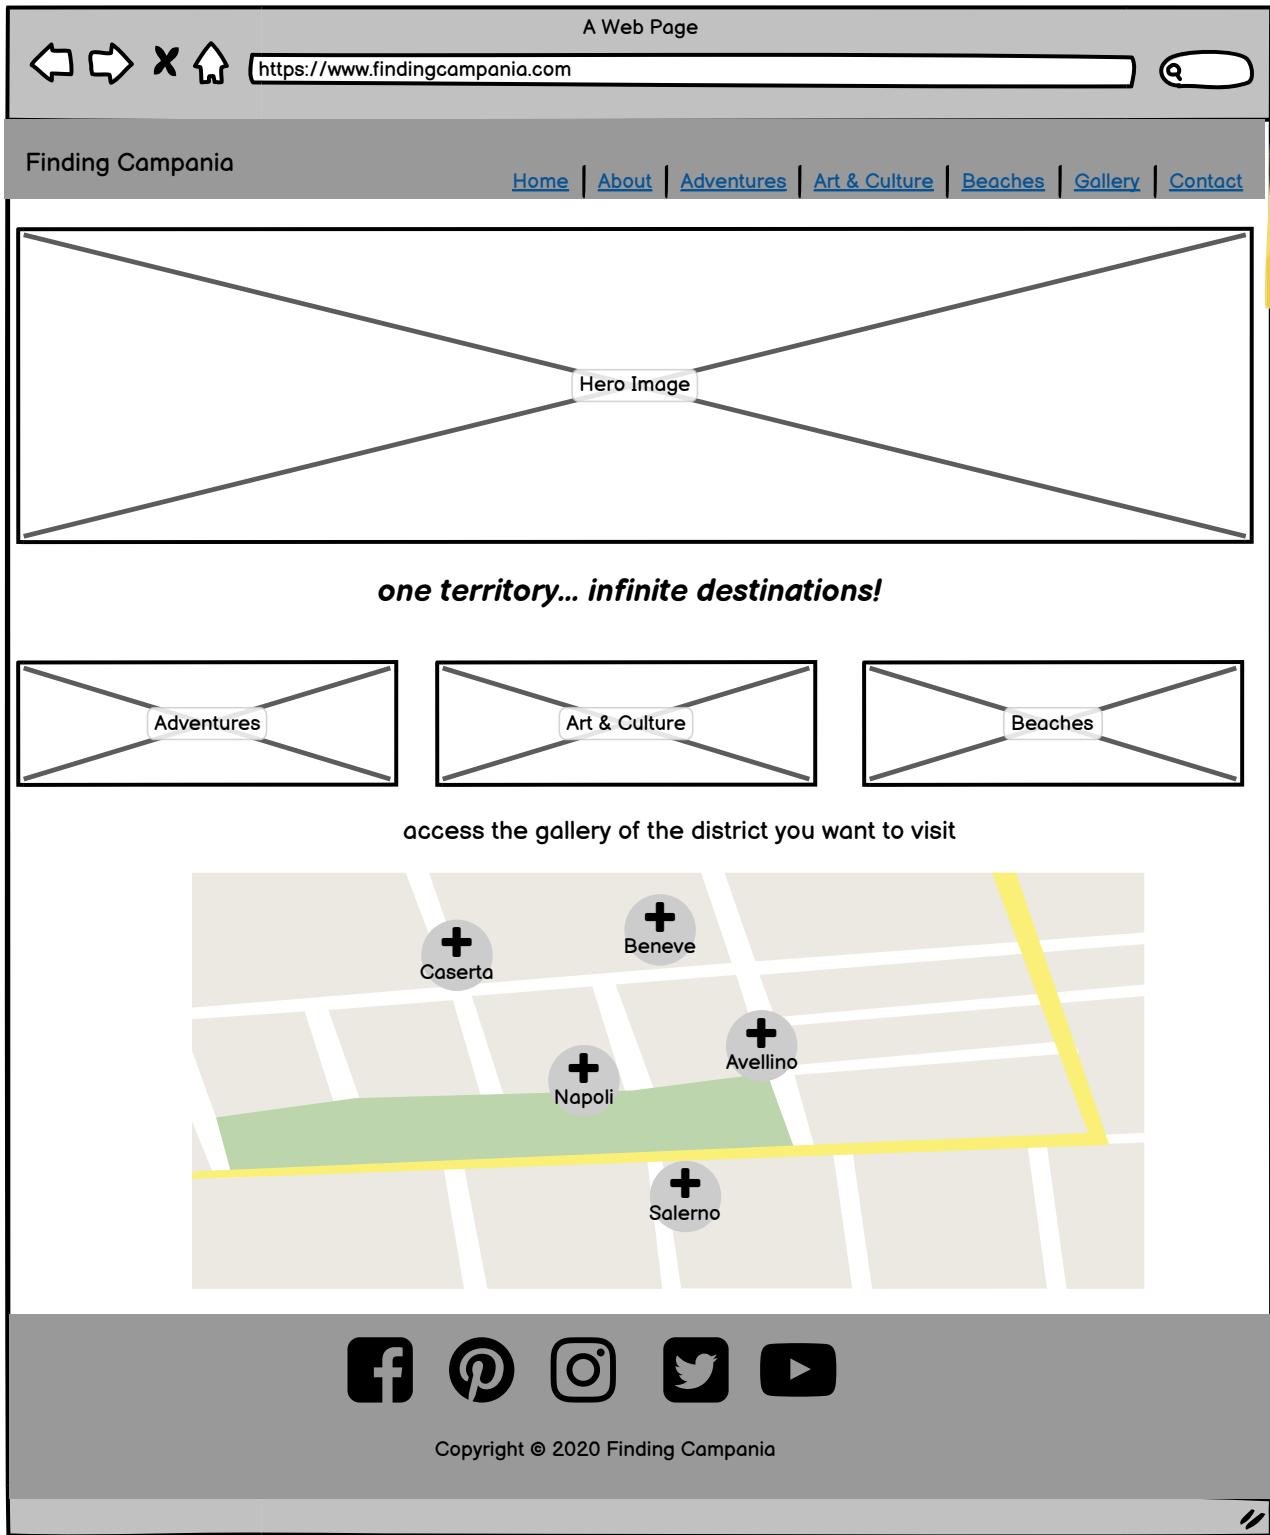 A Web Page
https://www.findingcampania.com
Finding Campania
Home About Adventures Art & Culture Beaches Gallery Contact
Hero Image
one territory... infinite destinations!
Adventures Art & Culture Beaches
access the gallery of the district you want to visit
Beneve
Caserta
Avellino
Napoli
Salerno
Copyright © 2020 Finding Campania